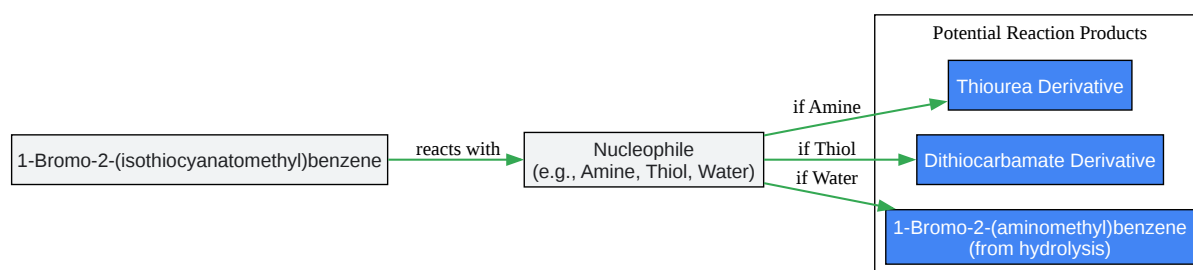 Potential Reaction Products
Thiourea Derivative
if Amine
1-Bromo-2-(isothiocyanatomethyl)benzene
reacts with
Nucleophile
(e.g., Amine, Thiol, Water)
if Thiol
Dithiocarbamate Derivative
if Water
1-Bromo-2-(aminomethyl)benzene
(from hydrolysis)